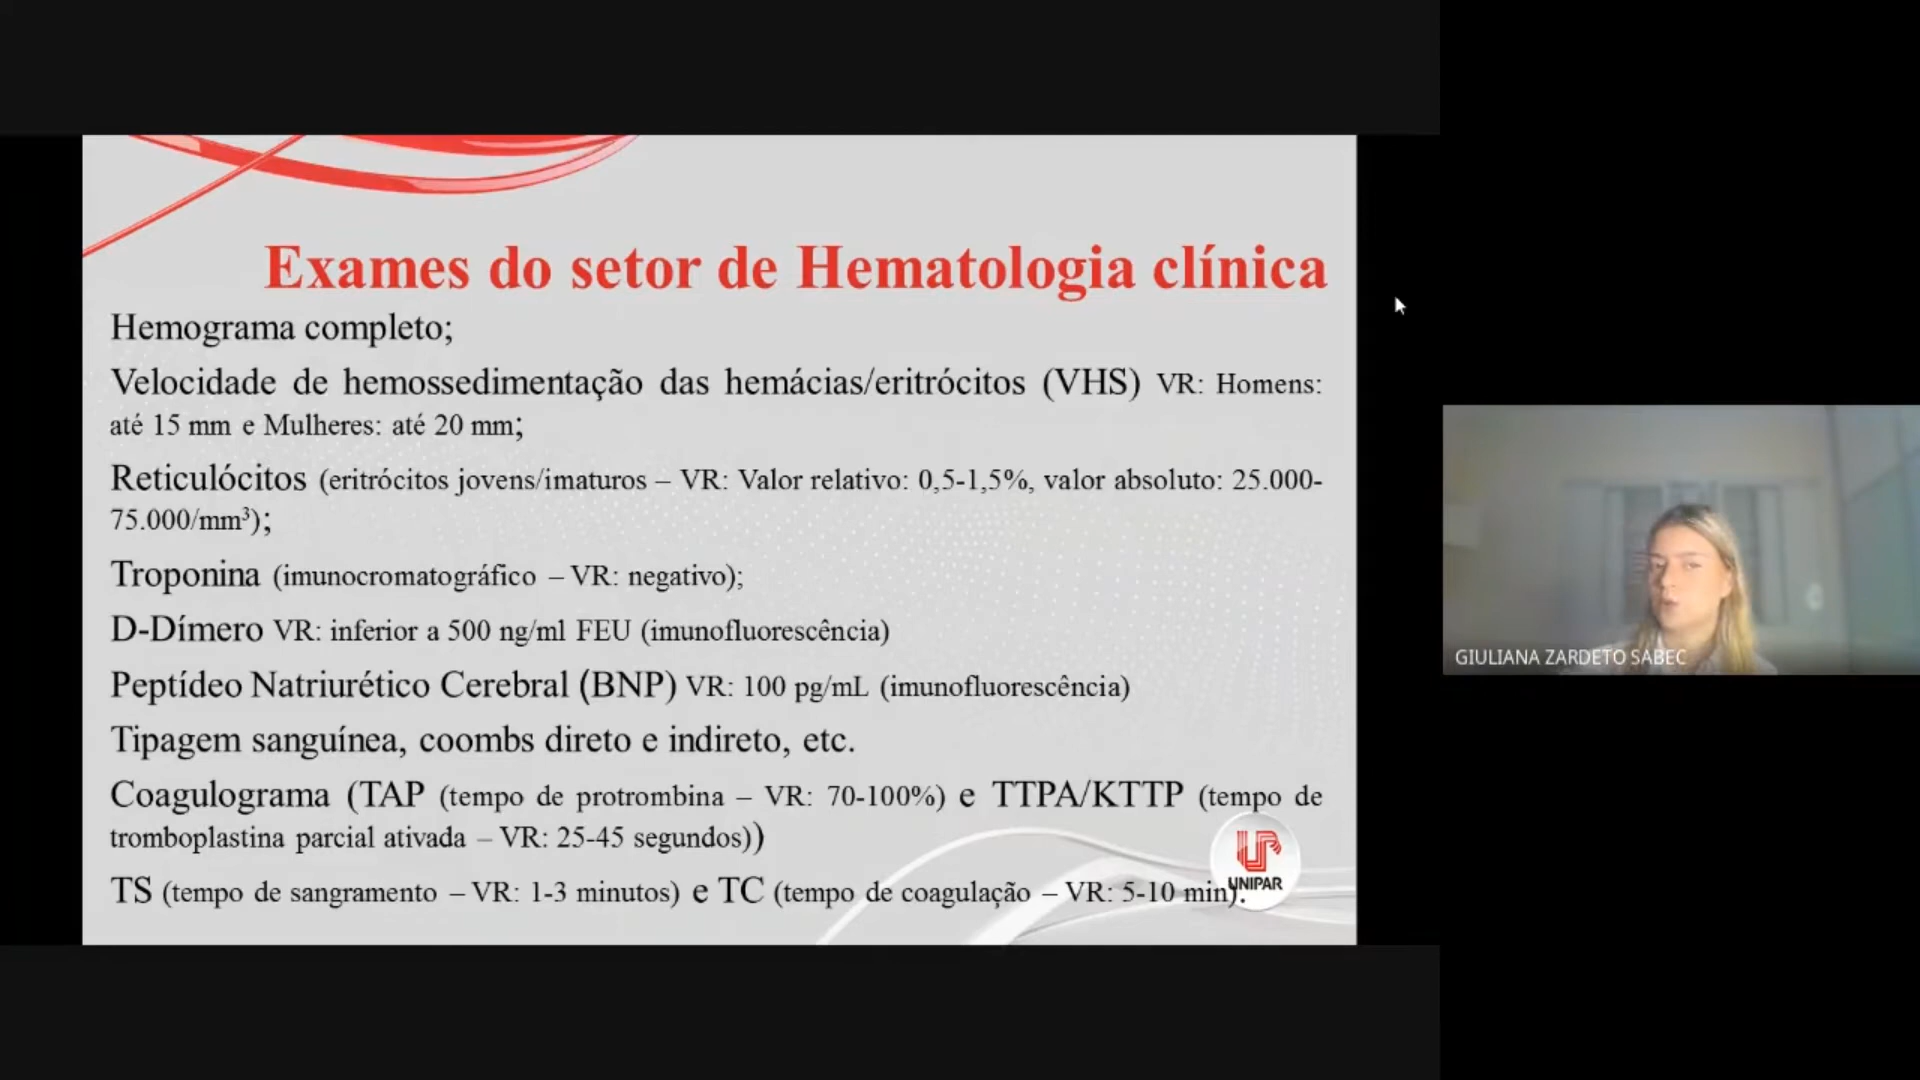 Exames do setor de Hematologia clínica
Hemograma completo;
Velocidade de hemossedimentação das hemácias/eritrócitos (VHS) VR: Homens:
até 15 mm e Mulheres: até 20 mm;
Reticulócitos (eritrócitos jovens/imaturos – VR: Valor relativo: 0,5-1,5%, valor absoluto: 25.000-
75.000/mm³);
Troponina (imunocromatográfico – VR: negativo);
D-Dímero VR: inferior a 500 ng/ml FEU (imunofluorescência)
Peptídeo Natriurético Cerebral (BNP) VR: 100 pg/mL (imunofluorescência)
Tipagem sanguínea, coombs direto e indireto, etc.
Coagulograma (TAP (tempo de protrombina – VR: 70-100%) e TTPA/KTTP (tempo de
tromboplastina parcial ativada – VR: 25-45 segundos))
TS (tempo de sangramento – VR: 1-3 minutos) e TC (tempo de coagulação – VR: 5-10 min).
UNIPAR
GIULIANA ZARDETO SABEC